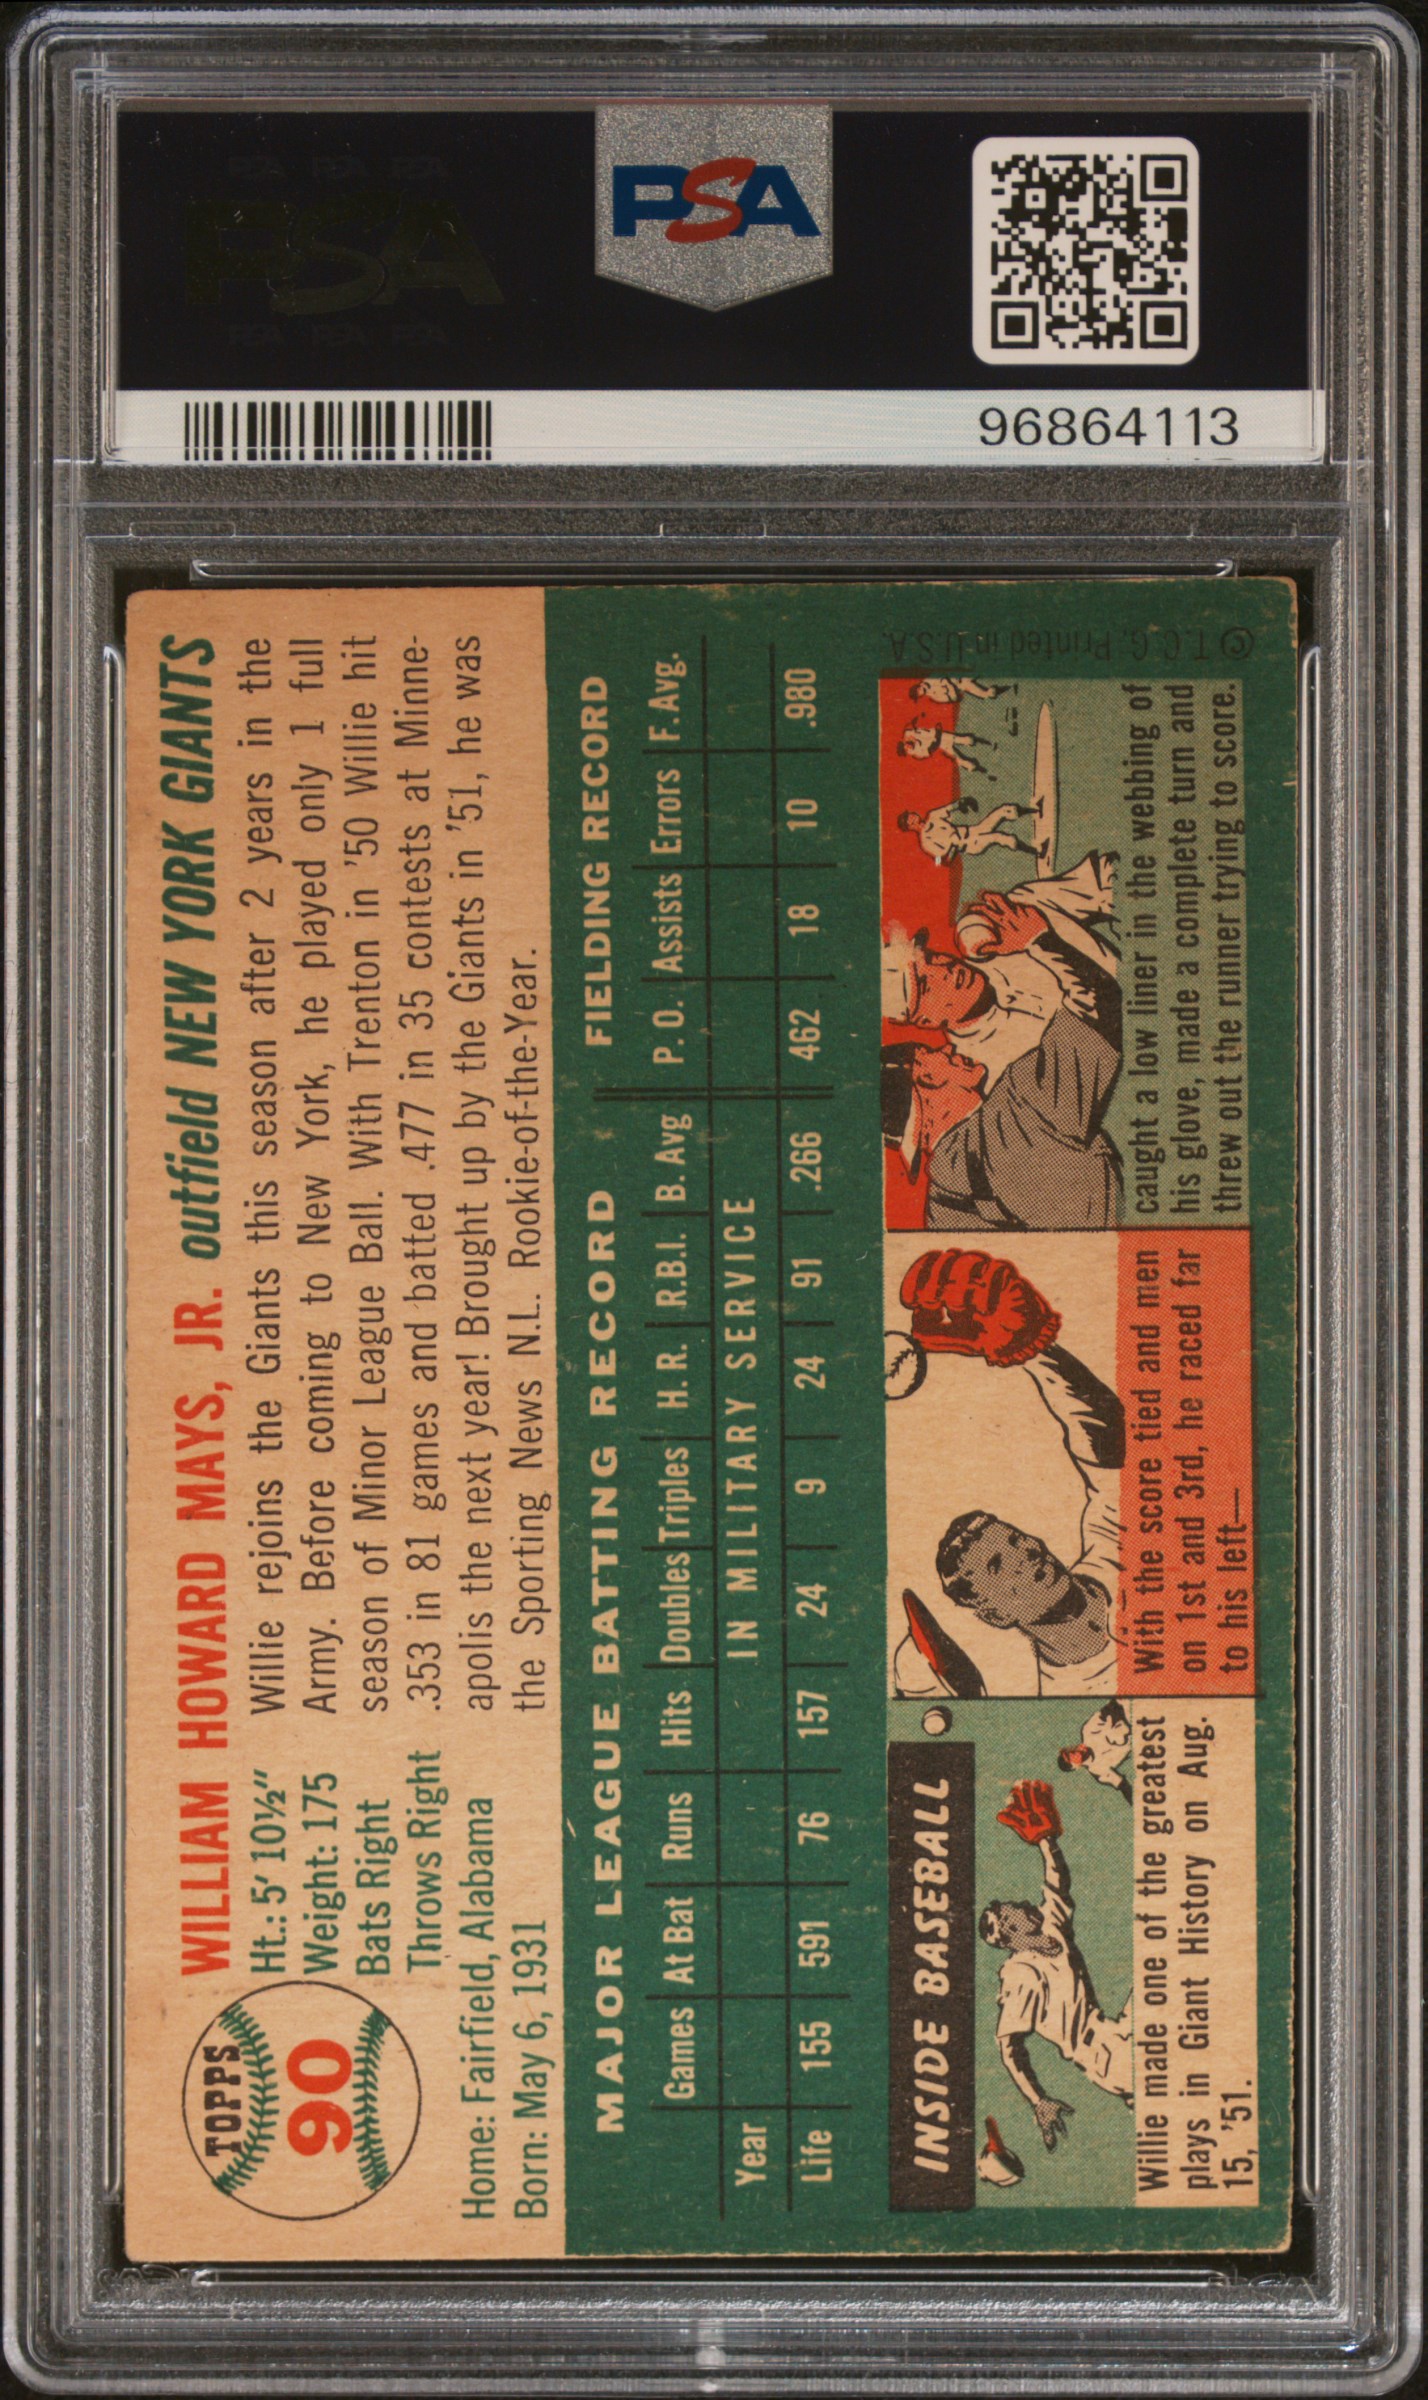 PSA
PSA
96864113
TOPPS
90
WILLIAM HOWARD MAYS, JR. outfield NEW YORK GIANTS
Ht.: 5' 10½"
Weight: 175
Bats Right
Throws Right
Home: Fairfield, Alabama
Born: May 6, 1931
Willie rejoins the Giants this season after 2 years in the
Army. Before coming to New York, he played only 1 full
season of Minor League Ball. With Trenton in '50 Willie hit
.353 in 81 games and batted .477 in 35 contests at Minne-
apolis the next year! Brought up by the Giants in '51, he was
the Sporting News N.L. Rookie-of-the-Year.
MAJOR LEAGUE BATTING RECORD FIELDING RECORD
Games At Bat Runs Hits Doubles Triples H.R. R.B.I. B. Avg P.O. Assists Errors F.Avg.
Year IN MILITARY SERVICE
Life 155 591 76 157 24 9 24 91 .266 462 18 10 .980
INSIDE BASEBALL
Willie made one of the greatest
plays in Giant History on Aug.
15, '51.
With the score tied and men
on 1st and 3rd, he raced far
to his left—
caught a low liner in the webbing of
his glove, made a complete turn and
threw out the runner trying to score.
© T.C.G. Printed in U.S.A.